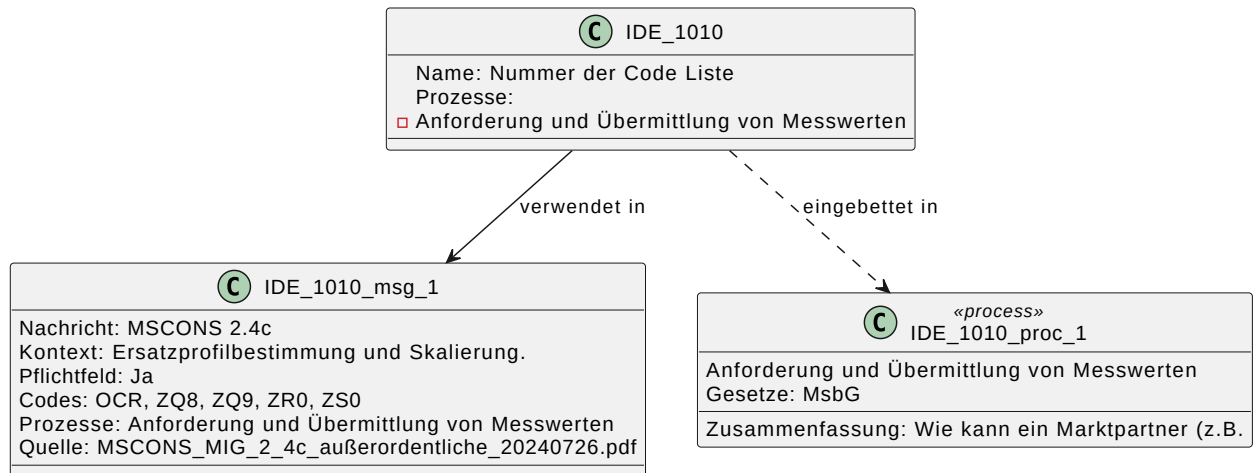 C IDE_1010
Name: Nummer der Code Liste
Prozesse:
Anforderung und Übermittlung von Messwerten
verwendet in
eingebettet in
C IDE_1010_msg_1
Nachricht: MSCONS 2.4c
Kontext: Ersatzprofilbestimmung und Skalierung.
Pflichtfeld: Ja
Codes: OCR, ZQ8, ZQ9, ZR0, ZS0
Prozesse: Anforderung und Übermittlung von Messwerten
Quelle: MSCONS_MIG_2_4c_außerordentliche_20240726.pdf
«process»
C IDE_1010_proc_1
Anforderung und Übermittlung von Messwerten
Gesetze: MsbG
Zusammenfassung: Wie kann ein Marktpartner (z.B.